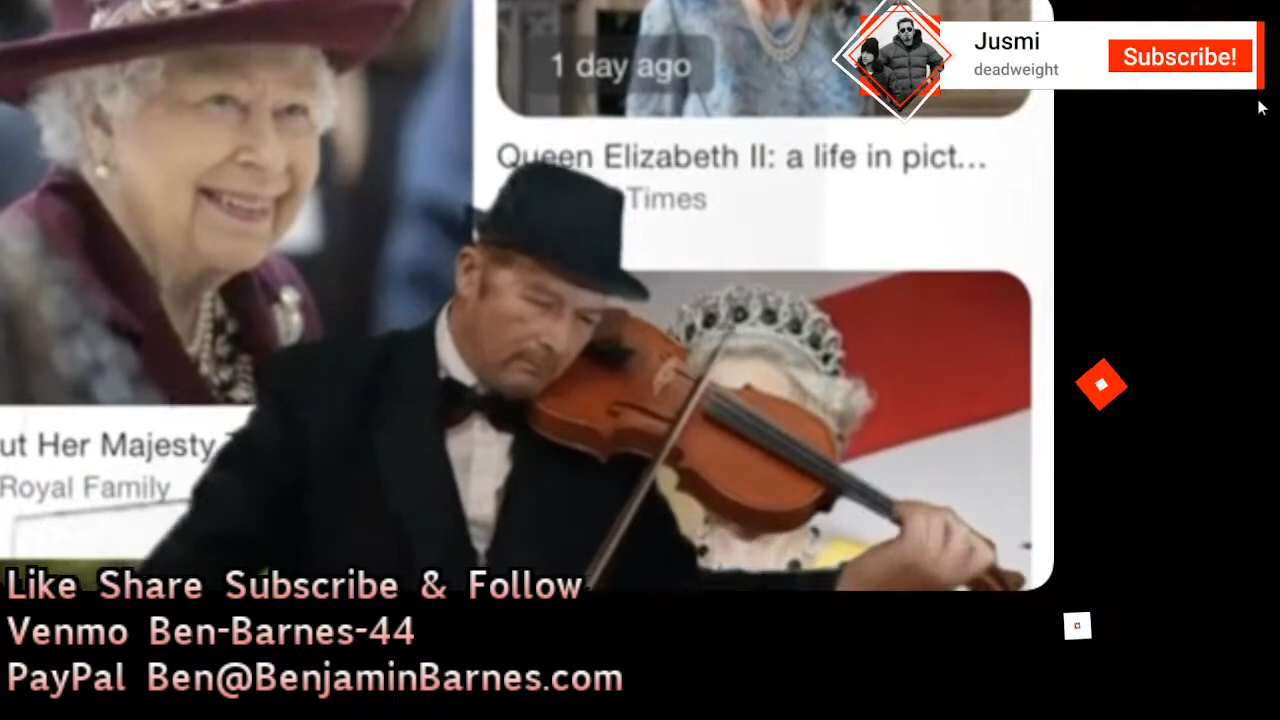 1 day ago
Jusmi
deadweight
Subscribe!
Queen Elizabeth II: a life in pict...
Times
ut Her Majesty
Royal Family
Like Share Subscribe & Follow
Venmo Ben-Barnes-44
PayPal Ben@BenjaminBarnes.com